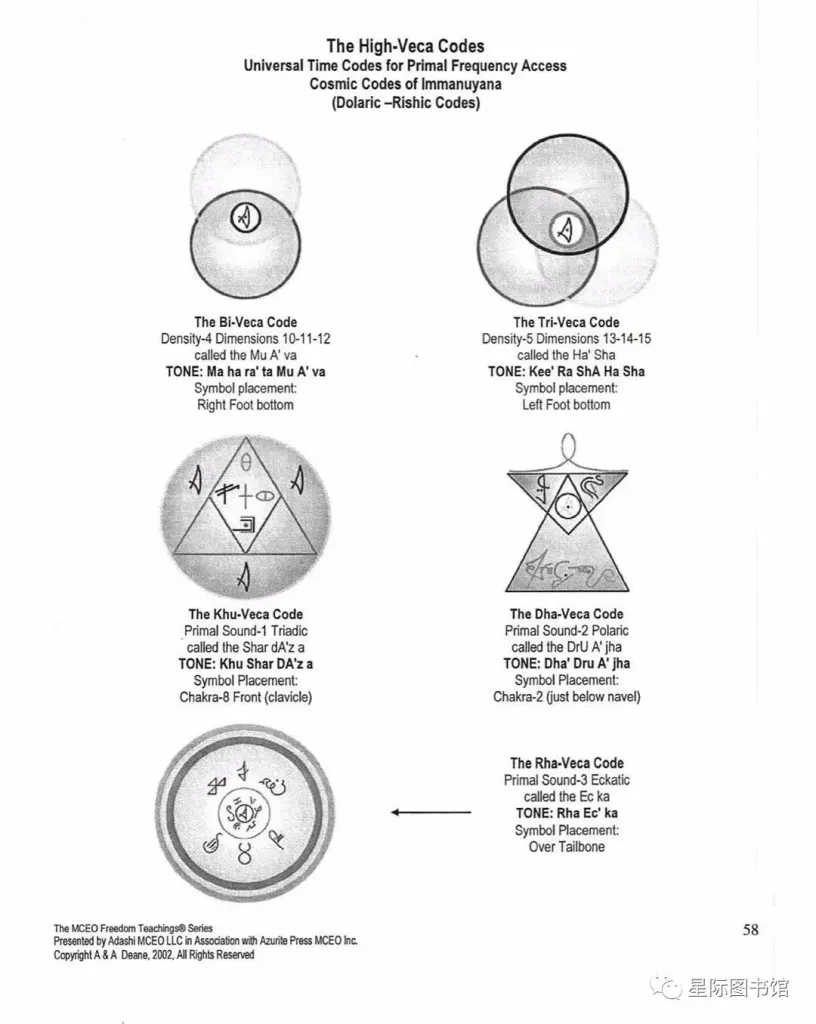 The High-Veca Codes
Universal Time Codes for Primal Frequency Access
Cosmic Codes of Immanuyana
(Dolaric –Rishic Codes)
The Bi-Veca Code
Density-4 Dimensions 10-11-12
called the Mu A' va
TONE: Ma ha ra' ta Mu A' va
Symbol placement:
Right Foot bottom
The Tri-Veca Code
Density-5 Dimensions 13-14-15
called the Ha' Sha
TONE: Kee' Ra ShA Ha Sha
Symbol placement:
Left Foot bottom
The Khu-Veca Code
Primal Sound-1 Triadic
called the Shar dA'z a
TONE: Khu Shar DA'z a
Symbol Placement:
Chakra-8 Front (clavicle)
The Dha-Veca Code
Primal Sound-2 Polaric
called the DrU A' jha
TONE: Dha' Dru A' jha
Symbol Placement:
Chakra-2 (just below navel)
The Rha-Veca Code
Primal Sound-3 Eckatic
called the Ec ka
TONE: Rha Ec' ka
Symbol Placement:
Over Tailbone
The MCEO Freedom Teachings® Series
Presented by Adashi MCEO LLC in Association with Azurite Press MCEO Inc.
Copyright A & A Deane, 2002, All Rights Reserved
58
星际图书馆